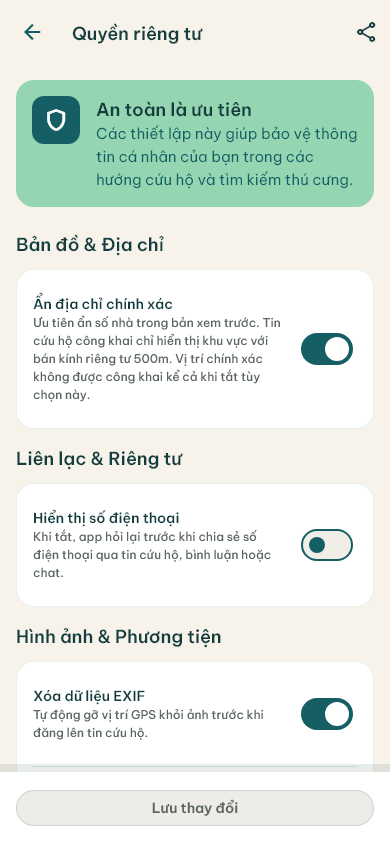 Quyền riêng tư
An toàn là ưu tiên
Các thiết lập này giúp bảo vệ thông
tin cá nhân của bạn trong các
hướng cứu hộ và tìm kiếm thú cưng.
Bản đồ & Địa chỉ
Ẩn địa chỉ chính xác
Ưu tiên ẩn số nhà trong bản xem trước. Tin
cứu hộ công khai chỉ hiển thị khu vực với
bán kính riêng tư 500m. Vị trí chính xác
không được công khai kể cả khi tắt tùy
chọn này.
Liên lạc & Riêng tư
Hiển thị số điện thoại
Khi tắt, app hỏi lại trước khi chia sẻ số
điện thoại qua tin cứu hộ, bình luận hoặc
chat.
Hình ảnh & Phương tiện
Xóa dữ liệu EXIF
Tự động gỡ vị trí GPS khỏi ảnh trước khi
đăng lên tin cứu hộ.
Lưu thay đổi